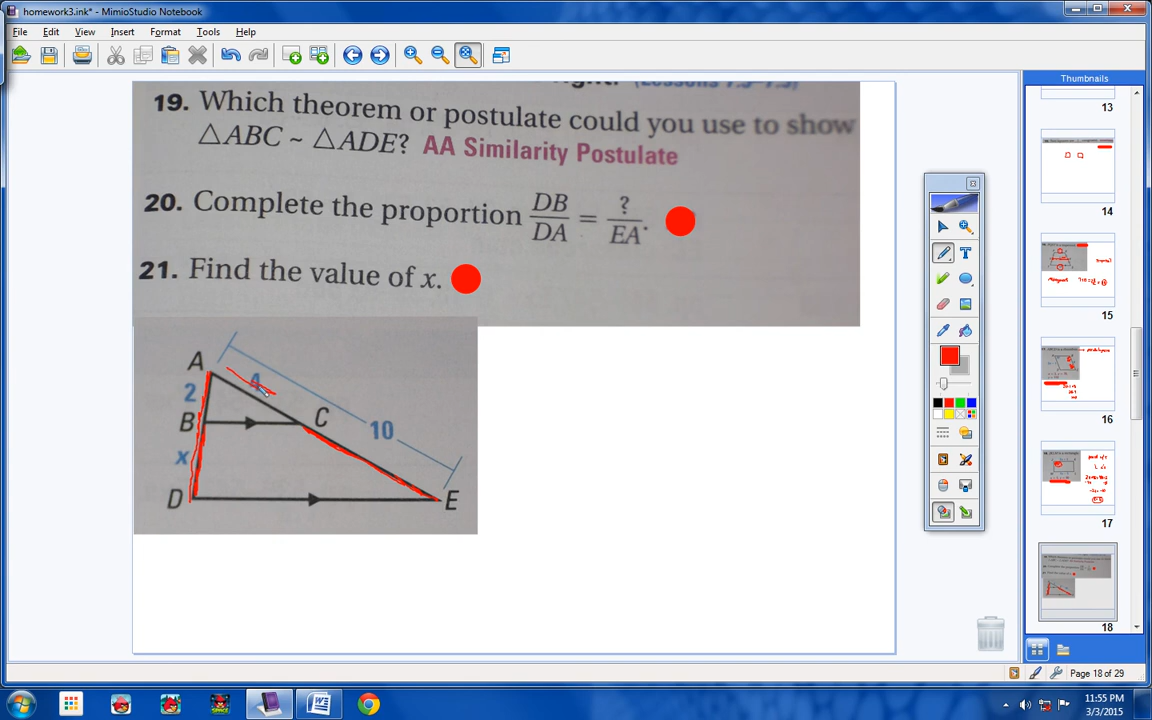 homework3.ink* - MimioStudio Notebook
File Edit View Insert Format Tools Help
Thumbnails
19. Which theorem or postulate could you use to show
△ABC ~ △ADE? AA Similarity Postulate
20. Complete the proportion DB/DA = ?/EA.
21. Find the value of x.
A
2
4
B
C
10
x
D
E
13
14
15
16
17
18
Page 18 of 29
11:55 PM
3/3/2015